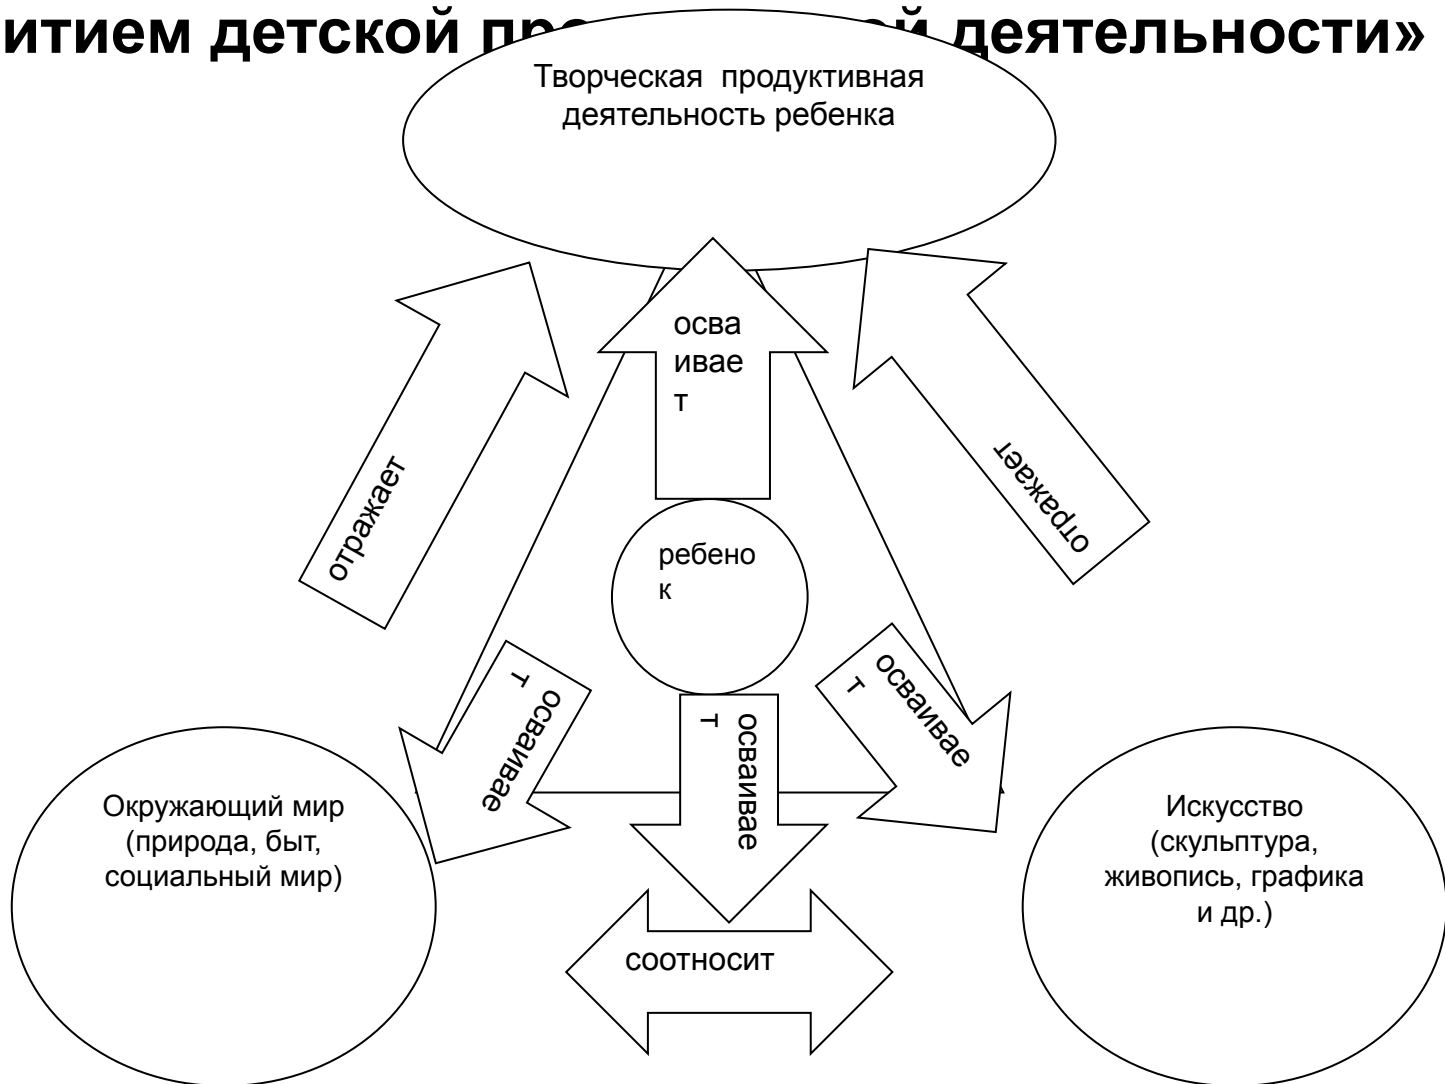 итием детской деятельности»
Творческая продуктивная
деятельность ребенка
осва
ивае
т
отражает
отражает
ребено
к
осваивае
т
осваивае
т
осваивае
т
Окружающий мир
(природа, быт,
социальный мир)
Искусство
(скульптура,
живопись, графика
и др.)
соотносит